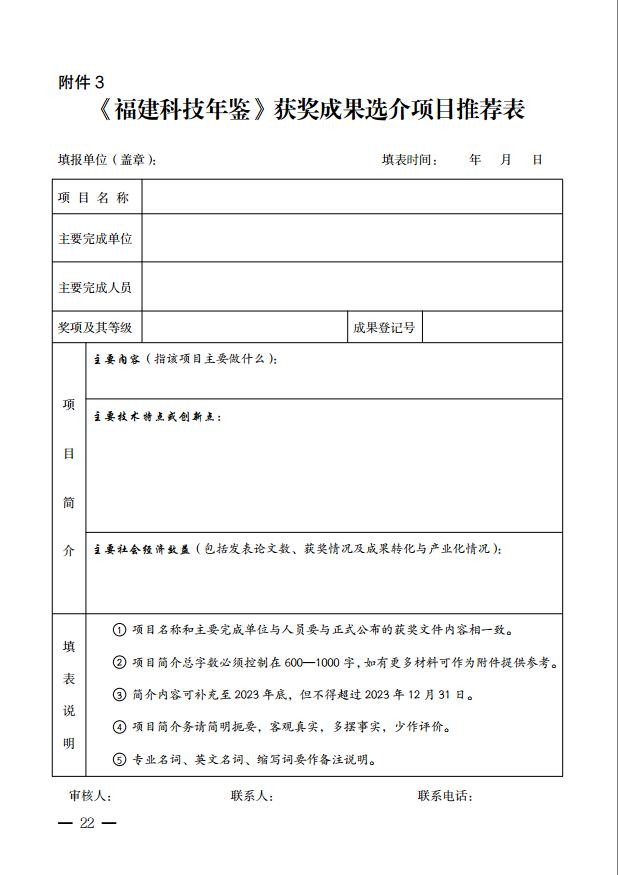 附件 3
《福建科技年鉴》获奖成果选介项目推荐表
填报单位（盖章）： 填表时间： 年 月 日
项目名称
主要完成单位
主要完成人员
奖项及其等级 成果登记号
项目简介
主要内容（指该项目主要做什么）：
主要技术特点或创新点：
主要社会经济效益（包括发表论文数、获奖情况及成果转化与产业化情况）：
填表说明
① 项目名称和主要完成单位与人员要与正式公布的获奖文件内容相一致。
② 项目简介总字数必须控制在 600—1000 字，如有更多材料可作为附件提供参考。
③ 简介内容可补充至 2023 年底，但不得超过 2023 年 12 月 31 日。
④ 项目简介务请简明扼要，客观真实，多摆事实，少作评价。
⑤ 专业名词、英文名词、缩写词要作备注说明。
审核人： 联系人： 联系电话：
— 22 —